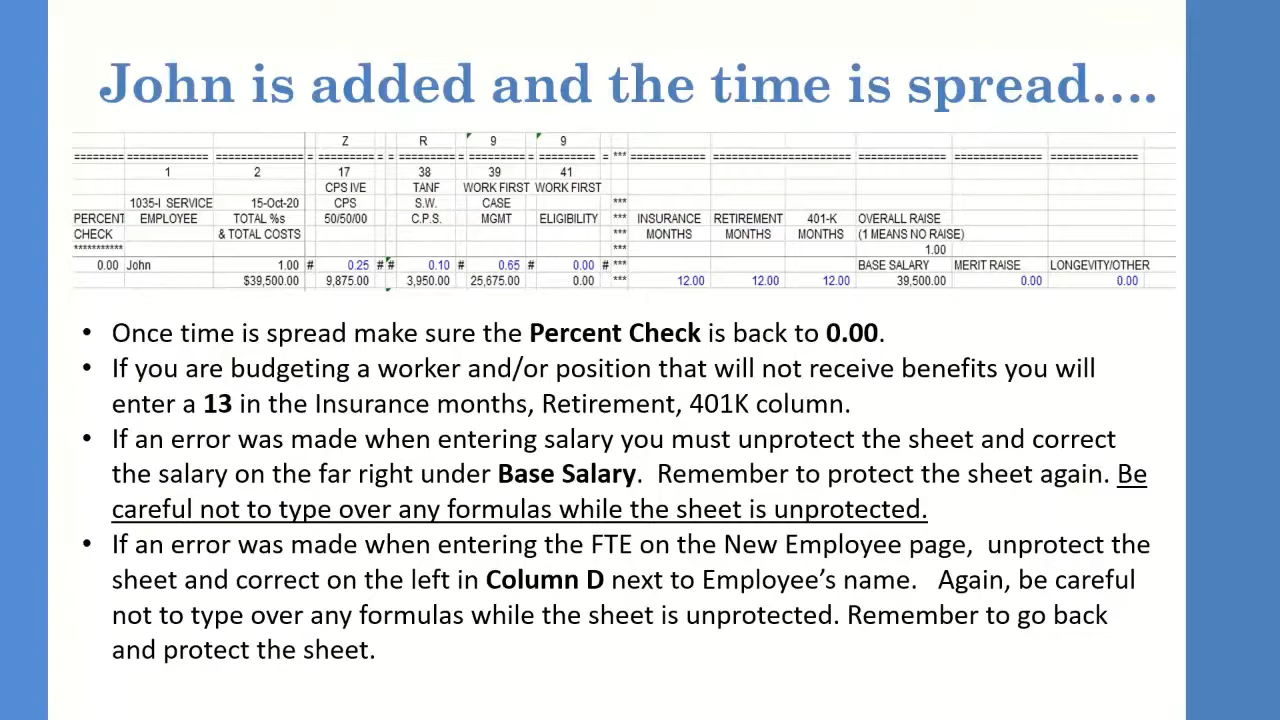 John is added and the time is spread….
Z R 9 9
======== ============= ============== = ========= = = ========= = ========= = ========= = *** ============ ====================== ============== ============== ==============
1 2 17 38 39 41
CPS IVE TANF WORK FIRST WORK FIRST
1035-I SERVICE 15-Oct-20 CPS S.W. CASE ***
PERCENT EMPLOYEE TOTAL %s 50/50/00 C.P.S. MGMT ELIGIBILITY *** INSURANCE RETIREMENT 401-K OVERALL RAISE
CHECK & TOTAL COSTS *** MONTHS MONTHS MONTHS (1 MEANS NO RAISE)
*********** *** 1.00
0.00 John 1.00 # 0.25 # # 0.10 # 0.65 # 0.00 # *** BASE SALARY MERIT RAISE LONGEVITY/OTHER
$39,500.00 9,875.00 3,950.00 25,675.00 0.00 *** 12.00 12.00 12.00 39,500.00 0.00 0.00
• Once time is spread make sure the Percent Check is back to 0.00.
• If you are budgeting a worker and/or position that will not receive benefits you will
enter a 13 in the Insurance months, Retirement, 401K column.
• If an error was made when entering salary you must unprotect the sheet and correct
the salary on the far right under Base Salary.  Remember to protect the sheet again. Be
careful not to type over any formulas while the sheet is unprotected.
• If an error was made when entering the FTE on the New Employee page,  unprotect the
sheet and correct on the left in Column D next to Employee’s name.   Again, be careful
not to type over any formulas while the sheet is unprotected. Remember to go back
and protect the sheet.